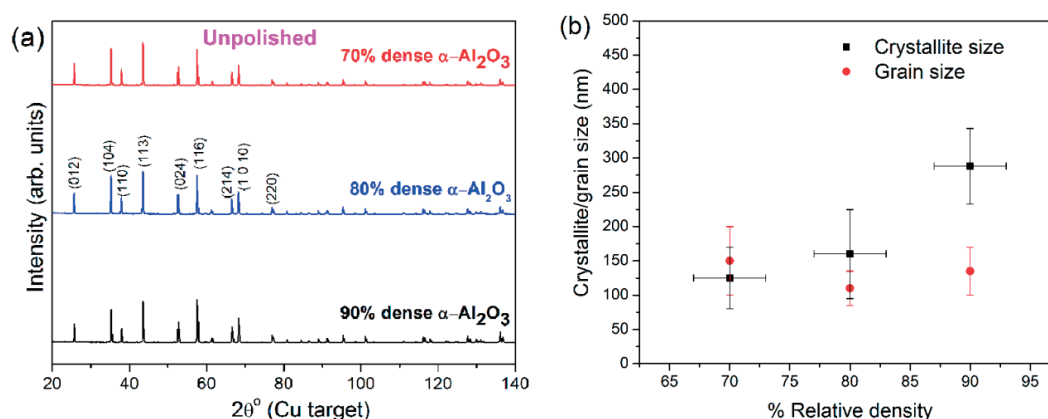 (a)
Unpolished
70% dense α–Al₂O₃
(012)
(104)
(110)
(113)
(024)
(116)
(214)
(1 0 10)
(220)
80% dense α–Al₂O₃
90% dense α–Al₂O₃
Intensity (arb. units)
20 40 60 80 100 120 140
2θ° (Cu target)
(b)
Crystallite size
Grain size
Crystallite/grain size (nm)
500
450
400
350
300
250
200
150
100
50
0
65 70 75 80 85 90 95
% Relative density